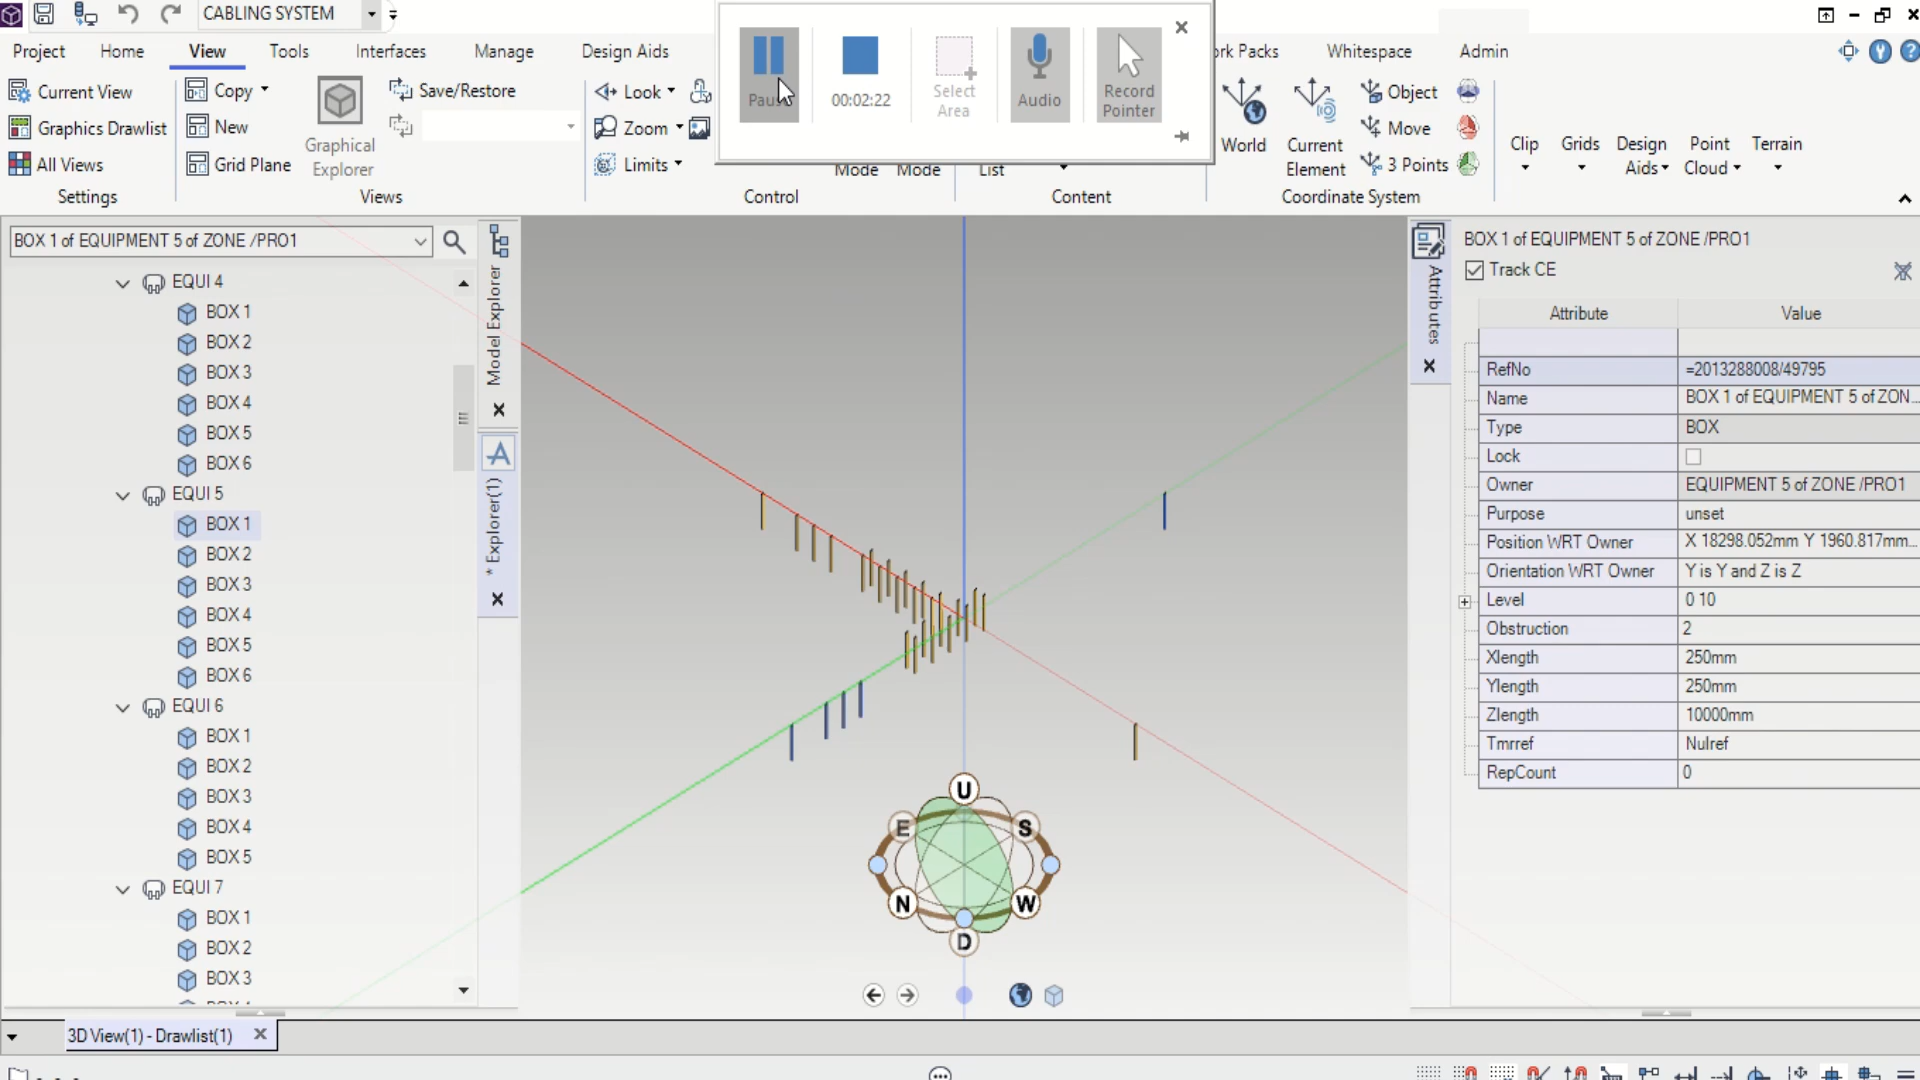 CABLING SYSTEM
Project Home View Tools Interfaces Manage Design Aids ork Packs Whitespace Admin
Current View
Graphics Drawlist
All Views
Settings
Copy
New
Grid Plane
Graphical
Explorer
Save/Restore
Views
Look
Zoom
Limits
Mode Mode
Control
List
Content
Paus
00:02:22
Select
Area
Audio
Record
Pointer
World
Current
Element
Object
Move
3 Points
Coordinate System
Clip
Grids
Design
Aids
Point
Cloud
Terrain
BOX 1 of EQUIPMENT 5 of ZONE /PRO1
EQUI 4
BOX 1
BOX 2
BOX 3
BOX 4
BOX 5
BOX 6
EQUI 5
BOX 1
BOX 2
BOX 3
BOX 4
BOX 5
BOX 6
EQUI 6
BOX 1
BOX 2
BOX 3
BOX 4
BOX 5
EQUI 7
BOX 1
BOX 2
BOX 3
Model Explorer
* Explorer(1)
U
E
S
N
W
D
Attributes
BOX 1 of EQUIPMENT 5 of ZONE /PRO1
Track CE
Attribute Value
RefNo =2013288008/49795
Name BOX 1 of EQUIPMENT 5 of ZON...
Type BOX
Lock
Owner EQUIPMENT 5 of ZONE /PRO1
Purpose unset
Position WRT Owner X 18298.052mm Y 1960.817mm...
Orientation WRT Owner Y is Y and Z is Z
Level 0 10
Obstruction 2
Xlength 250mm
Ylength 250mm
Zlength 10000mm
Tmrref Nulref
RepCount 0
3D View(1) - Drawlist(1)